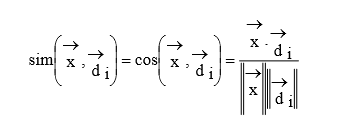 sim(x⃗, d⃗ i) = cos(x⃗, d⃗ i) = x⃗ · d⃗ i / ‖x⃗‖‖d⃗ i‖